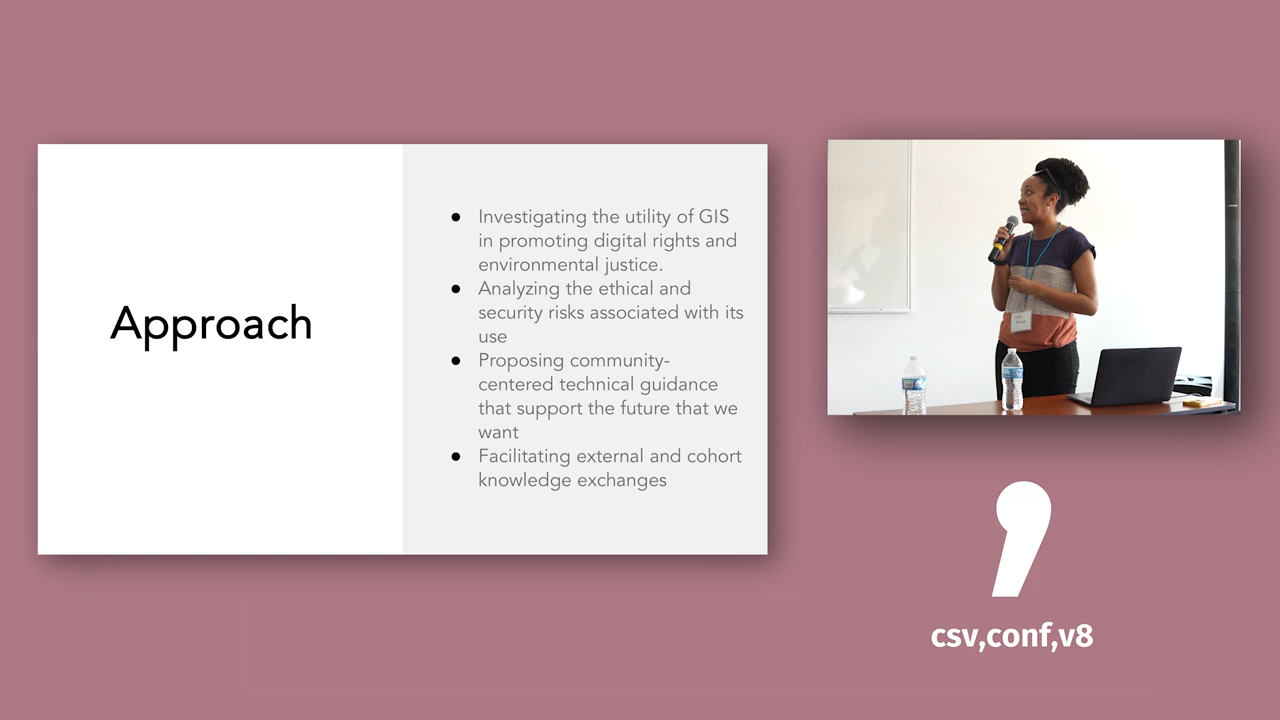 Approach
● Investigating the utility of GIS
in promoting digital rights and
environmental justice.
● Analyzing the ethical and
security risks associated with its
use
● Proposing community-
centered technical guidance
that support the future that we
want
● Facilitating external and cohort
knowledge exchanges
csv,conf,v8